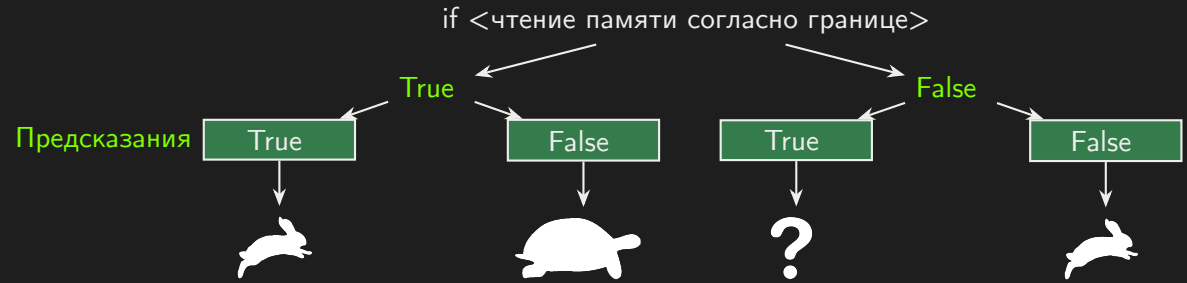 if <чтение памяти согласно границе>
True False
Предсказания True False True False
?